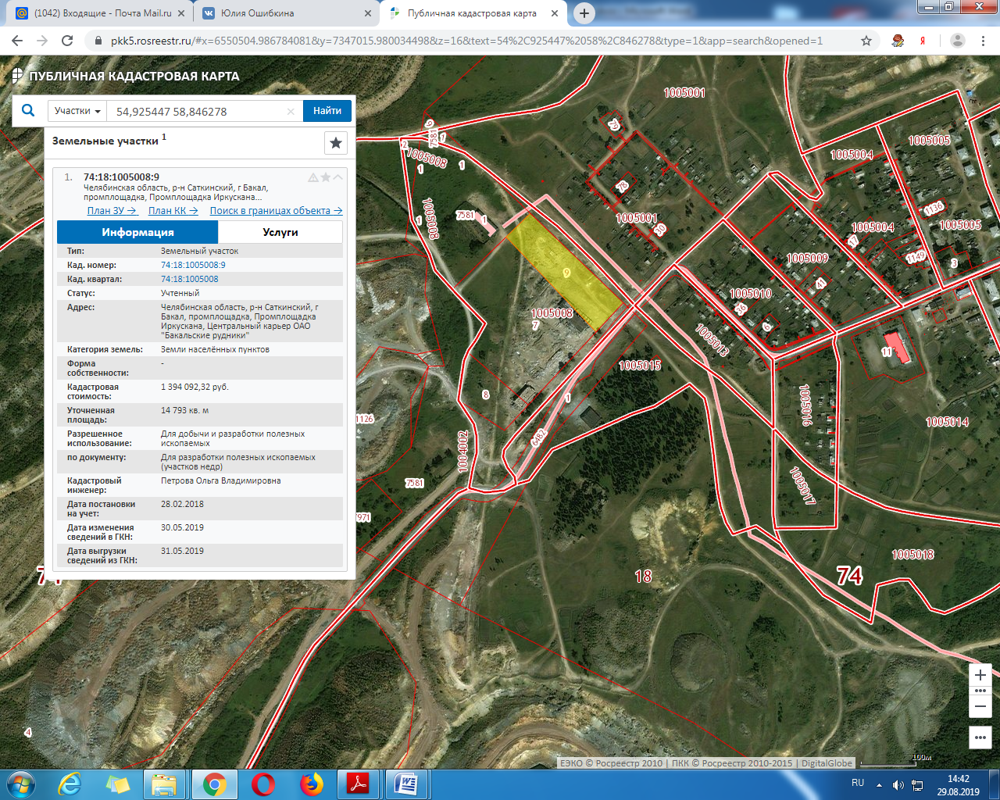 (1042) Входящие - Почта Mail.ru
Юлия Ошибкина
Публичная кадастровая карта
pkk5.rosreestr.ru/#x=6550504.986784081&y=7347015.980034498&z=16&text=54%2C925447%2058%2C846278&type=1&app=search&opened=1
ПУБЛИЧНАЯ КАДАСТРОВАЯ КАРТА
Участки
54,925447 58,846278
Найти
Земельные участки 1
1. 74:18:1005008:9
Челябинская область, р-н Саткинский, г Бакал,
промплощадка, Промплощадка Иркускана...
План ЗУ → План КК → Поиск в границах объекта →
Информация Услуги
Тип: Земельный участок
Кад. номер: 74:18:1005008:9
Кад. квартал: 74:18:1005008
Статус: Учтенный
Адрес: Челябинская область, р-н Саткинский, г
Бакал, промплощадка, Промплощадка
Иркускана, Центральный карьер ОАО
"Бакальские рудники"
Категория земель: Земли населённых пунктов
Форма
собственности: -
Кадастровая
стоимость: 1 394 092,32 руб.
Уточненная
площадь: 14 793 кв. м
Разрешенное
использование: Для добычи и разработки полезных
ископаемых
по документу: Для разработки полезных ископаемых
(участков недр)
Кадастровый
инженер: Петрова Ольга Владимировна
Дата постановки
на учет: 28.02.2018
Дата изменения
сведений в ГКН: 30.05.2019
Дата выгрузки
сведений из ГКН: 31.05.2019
1005001
79
9
7581
1
2
1005008
1
1
1005005
1005004
78
1005008
1
7581
1
1005001
30
1136
1005004
1005005
17
1149
3
1005009
9
41
1005010
26
6
1005008
7
1005013
11
1005015
8
1
1126
1005016
1005014
6482
1004002
7581
1005017
7971
1005018
74
18
74
4
ЕЭКО © Росреестр 2010 | ПКК © Росреестр 2010-2015 | DigitalGlobe
100м
RU
14:42
29.08.2019